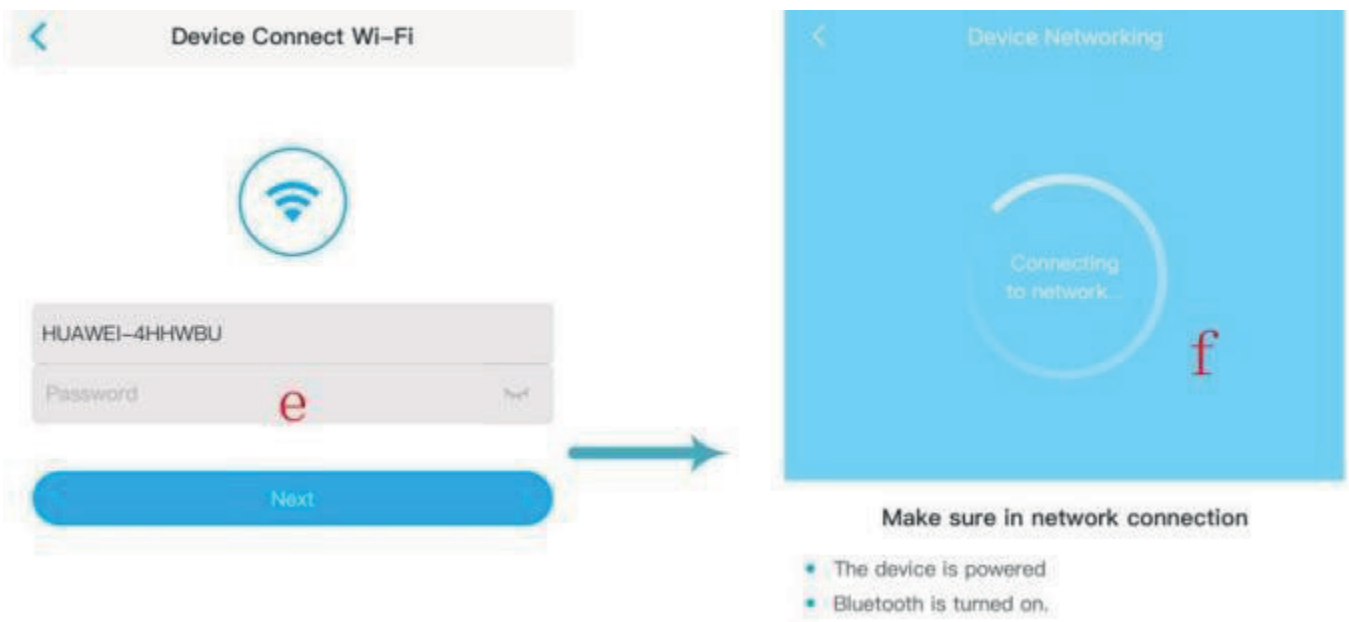 Device Connect Wi-Fi
HUAWEI-4HHWBU
Password
e
Next
Device Networking
Connecting
to network...
f
Make sure in network connection
The device is powered
Bluetooth is turned on.